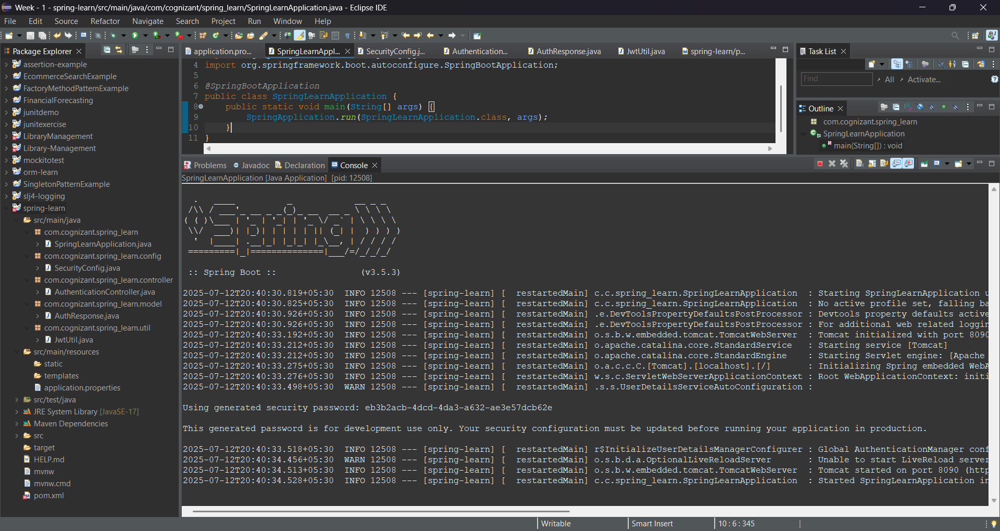 Week - 1 - spring-learn/src/main/java/com/cognizant/spring_learn/SpringLearnApplication.java - Eclipse IDE
File Edit Source Refactor Navigate Search Project Run Window Help
Package Explorer
assertion-example
EcommerceSearchExample
FactoryMethodPatternExample
FinancialForecasting
junitdemo
junitexercise
LibraryManagement
Library-Management
mockitotest
orm-learn
SingletonPatternExample
slj4-logging
spring-learn
src/main/java
com.cognizant.spring_learn
SpringLearnApplication.java
com.cognizant.spring_learn.config
SecurityConfig.java
com.cognizant.spring_learn.controller
AuthenticationController.java
com.cognizant.spring_learn.model
AuthResponse.java
com.cognizant.spring_learn.util
JwtUtil.java
src/main/resources
static
templates
application.properties
src/test/java
JRE System Library [JavaSE-17]
Maven Dependencies
src
target
HELP.md
mvnw
mvnw.cmd
pom.xml
application.pro... SpringLearnAppl... SecurityConfig.j... Authentication... AuthResponse.java JwtUtil.java spring-learn/p...
4 import org.springframework.boot.autoconfigure.SpringBootApplication;
5
6 @SpringBootApplication
7 public class SpringLearnApplication {
8 public static void main(String[] args) {
9 SpringApplication.run(SpringLearnApplication.class, args);
10 }
11 }
Task List
Find All Activate...
Outline
com.cognizant.spring_learn
SpringLearnApplication
main(String[]) : void
Problems Javadoc Declaration Console
SpringLearnApplication [Java Application] [pid: 12508]
:: Spring Boot :: (v3.5.3)
2025-07-12T20:40:30.819+05:30 INFO 12508 --- [spring-learn] [ restartedMain] c.c.spring_learn.SpringLearnApplication : Starting SpringLearnApplication u
2025-07-12T20:40:30.825+05:30 INFO 12508 --- [spring-learn] [ restartedMain] c.c.spring_learn.SpringLearnApplication : No active profile set, falling ba
2025-07-12T20:40:30.926+05:30 INFO 12508 --- [spring-learn] [ restartedMain] .e.DevToolsPropertyDefaultsPostProcessor : Devtools property defaults active
2025-07-12T20:40:30.926+05:30 INFO 12508 --- [spring-learn] [ restartedMain] .e.DevToolsPropertyDefaultsPostProcessor : For additional web related loggin
2025-07-12T20:40:33.192+05:30 INFO 12508 --- [spring-learn] [ restartedMain] o.s.b.w.embedded.tomcat.TomcatWebServer : Tomcat initialized with port 8090
2025-07-12T20:40:33.212+05:30 INFO 12508 --- [spring-learn] [ restartedMain] o.apache.catalina.core.StandardService : Starting service [Tomcat]
2025-07-12T20:40:33.212+05:30 INFO 12508 --- [spring-learn] [ restartedMain] o.apache.catalina.core.StandardEngine : Starting Servlet engine: [Apache
2025-07-12T20:40:33.275+05:30 INFO 12508 --- [spring-learn] [ restartedMain] o.a.c.c.C.[Tomcat].[localhost].[/] : Initializing Spring embedded WebA
2025-07-12T20:40:33.276+05:30 INFO 12508 --- [spring-learn] [ restartedMain] w.s.c.ServletWebServerApplicationContext : Root WebApplicationContext: initi
2025-07-12T20:40:33.498+05:30 WARN 12508 --- [spring-learn] [ restartedMain] .s.s.UserDetailsServiceAutoConfiguration :
Using generated security password: eb3b2acb-4dcd-4da3-a632-ae3e57dcb62e
This generated password is for development use only. Your security configuration must be updated before running your application in production.
2025-07-12T20:40:33.518+05:30 INFO 12508 --- [spring-learn] [ restartedMain] r$InitializeUserDetailsManagerConfigurer : Global AuthenticationManager conf
2025-07-12T20:40:34.456+05:30 WARN 12508 --- [spring-learn] [ restartedMain] o.s.b.d.a.OptionalLiveReloadServer : Unable to start LiveReload server
2025-07-12T20:40:34.513+05:30 INFO 12508 --- [spring-learn] [ restartedMain] o.s.b.w.embedded.tomcat.TomcatWebServer : Tomcat started on port 8090 (http
2025-07-12T20:40:34.528+05:30 INFO 12508 --- [spring-learn] [ restartedMain] c.c.spring_learn.SpringLearnApplication : Started SpringLearnApplication in
Writable Smart Insert 10 : 6 : 345